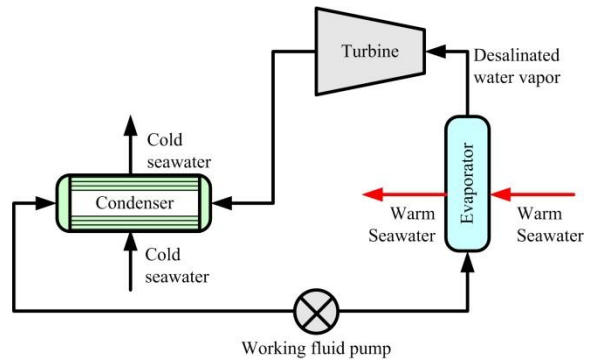 Turbine
Desalinated
water vapor
Cold
seawater
Condenser
Evaporator
Warm
Seawater
Warm
Seawater
Cold
seawater
Working fluid pump